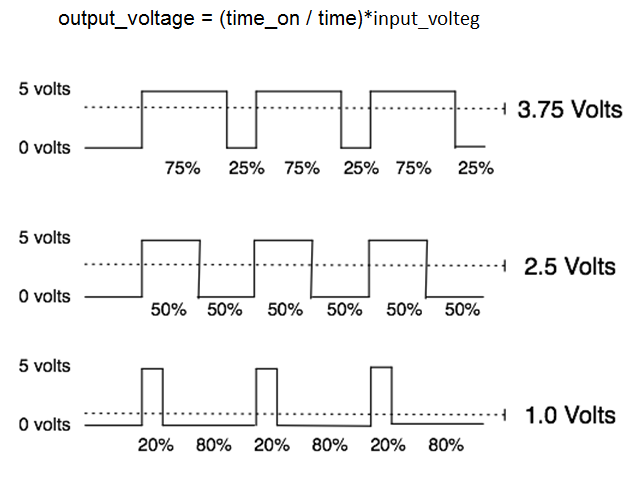 output_voltage = (time_on / time)*input_volteg
5 volts
3.75 Volts
0 volts
75% 25% 75% 25% 75% 25%
5 volts
2.5 Volts
0 volts
50% 50% 50% 50% 50% 50%
5 volts
1.0 Volts
0 volts
20% 80% 20% 80% 20% 80%